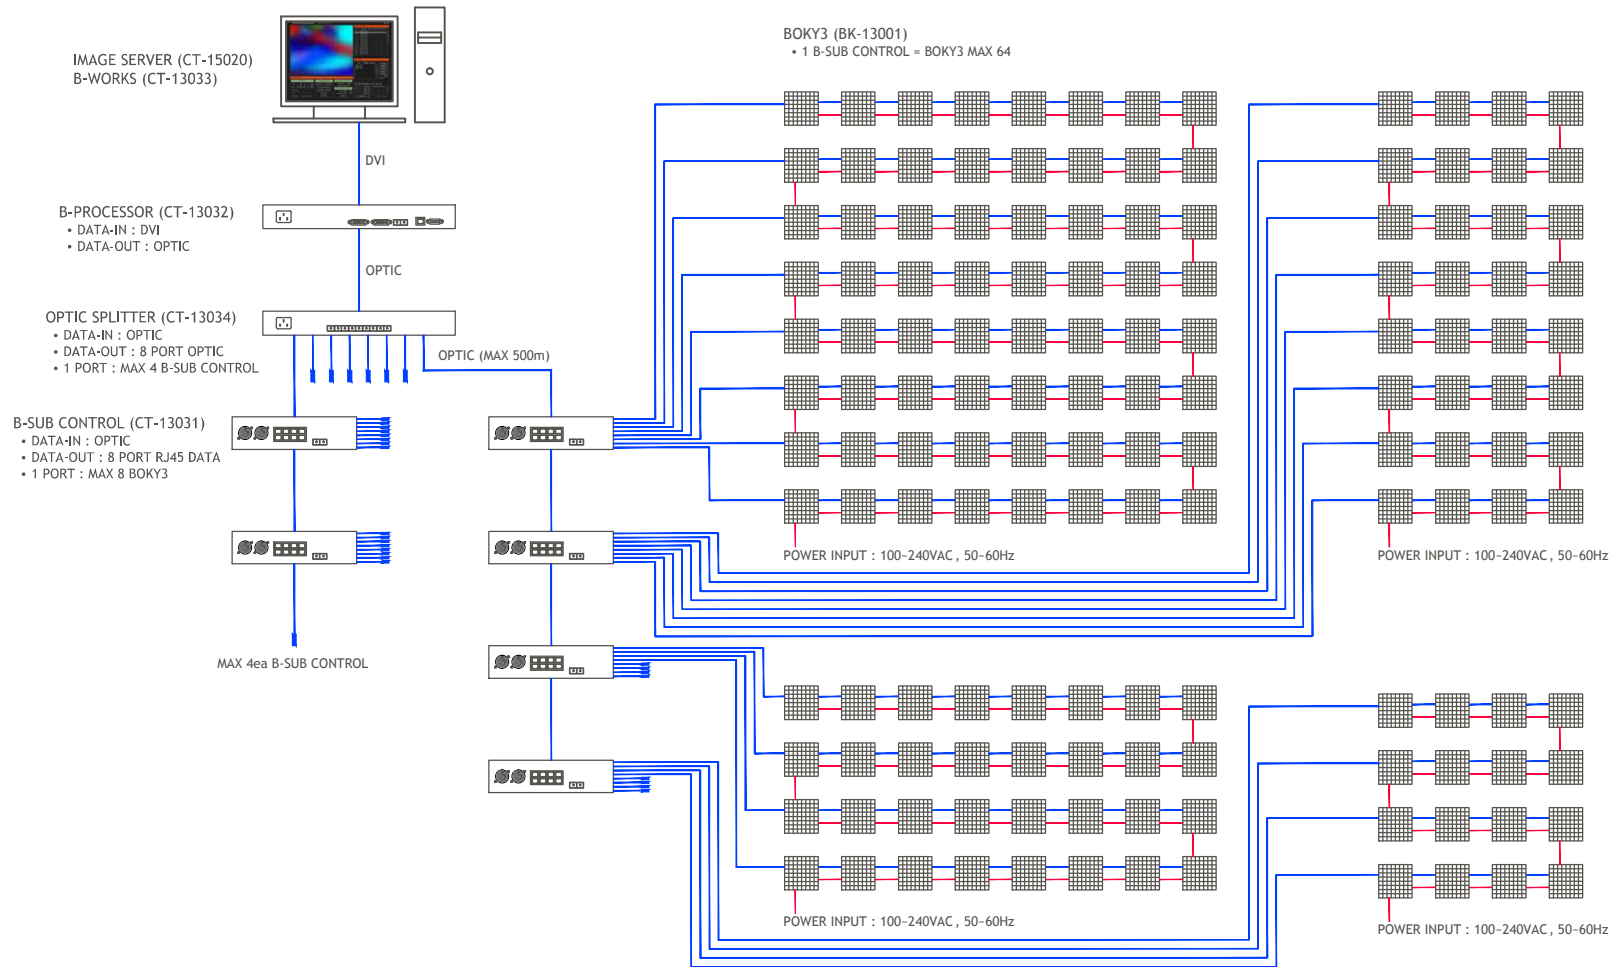 IMAGE SERVER (CT-15020)
B-WORKS (CT-13033)
DVI
B-PROCESSOR (CT-13032)
• DATA-IN : DVI
• DATA-OUT : OPTIC
OPTIC
OPTIC SPLITTER (CT-13034)
• DATA-IN : OPTIC
• DATA-OUT : 8 PORT OPTIC
• 1 PORT : MAX 4 B-SUB CONTROL
OPTIC (MAX 500m)
B-SUB CONTROL (CT-13031)
• DATA-IN : OPTIC
• DATA-OUT : 8 PORT RJ45 DATA
• 1 PORT : MAX 8 BOKY3
MAX 4ea B-SUB CONTROL
BOKY3 (BK-13001)
• 1 B-SUB CONTROL = BOKY3 MAX 64
POWER INPUT : 100~240VAC , 50~60Hz
POWER INPUT : 100~240VAC , 50~60Hz
POWER INPUT : 100~240VAC , 50~60Hz
POWER INPUT : 100~240VAC , 50~60Hz